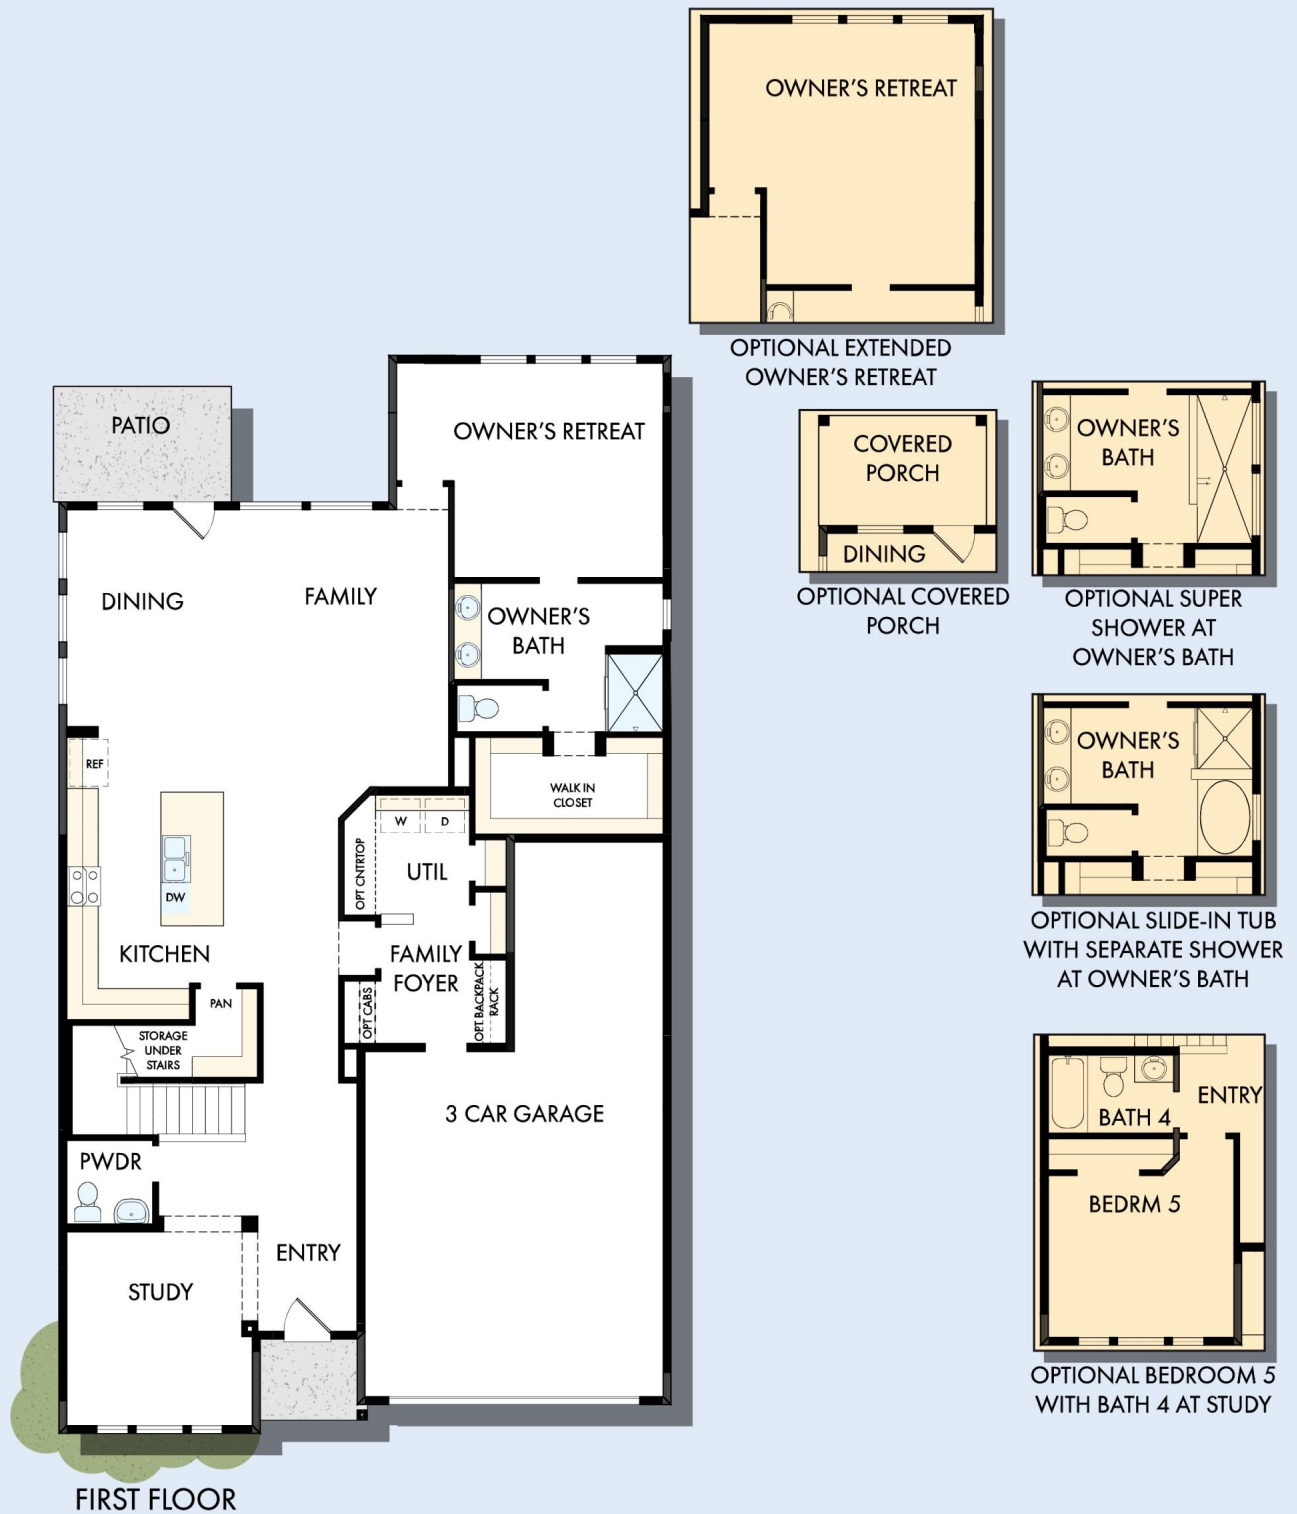 OWNER'S RETREAT
OPTIONAL EXTENDED
OWNER'S RETREAT
PATIO
OWNER'S RETREAT
DINING
FAMILY
OWNER'S
BATH
REF
WALK IN
CLOSET
W
D
OPT CNTRTOP
UTIL
DW
KITCHEN
FAMILY
FOYER
PAN
OPT CABS
OPT BACKPACK
RACK
STORAGE
UNDER
STAIRS
3 CAR GARAGE
PWDR
ENTRY
STUDY
FIRST FLOOR
COVERED
PORCH
DINING
OPTIONAL COVERED
PORCH
OWNER'S
BATH
OPTIONAL SUPER
SHOWER AT
OWNER'S BATH
OWNER'S
BATH
OPTIONAL SLIDE-IN TUB
WITH SEPARATE SHOWER
AT OWNER'S BATH
ENTRY
BATH 4
BEDRM 5
OPTIONAL BEDROOM 5
WITH BATH 4 AT STUDY